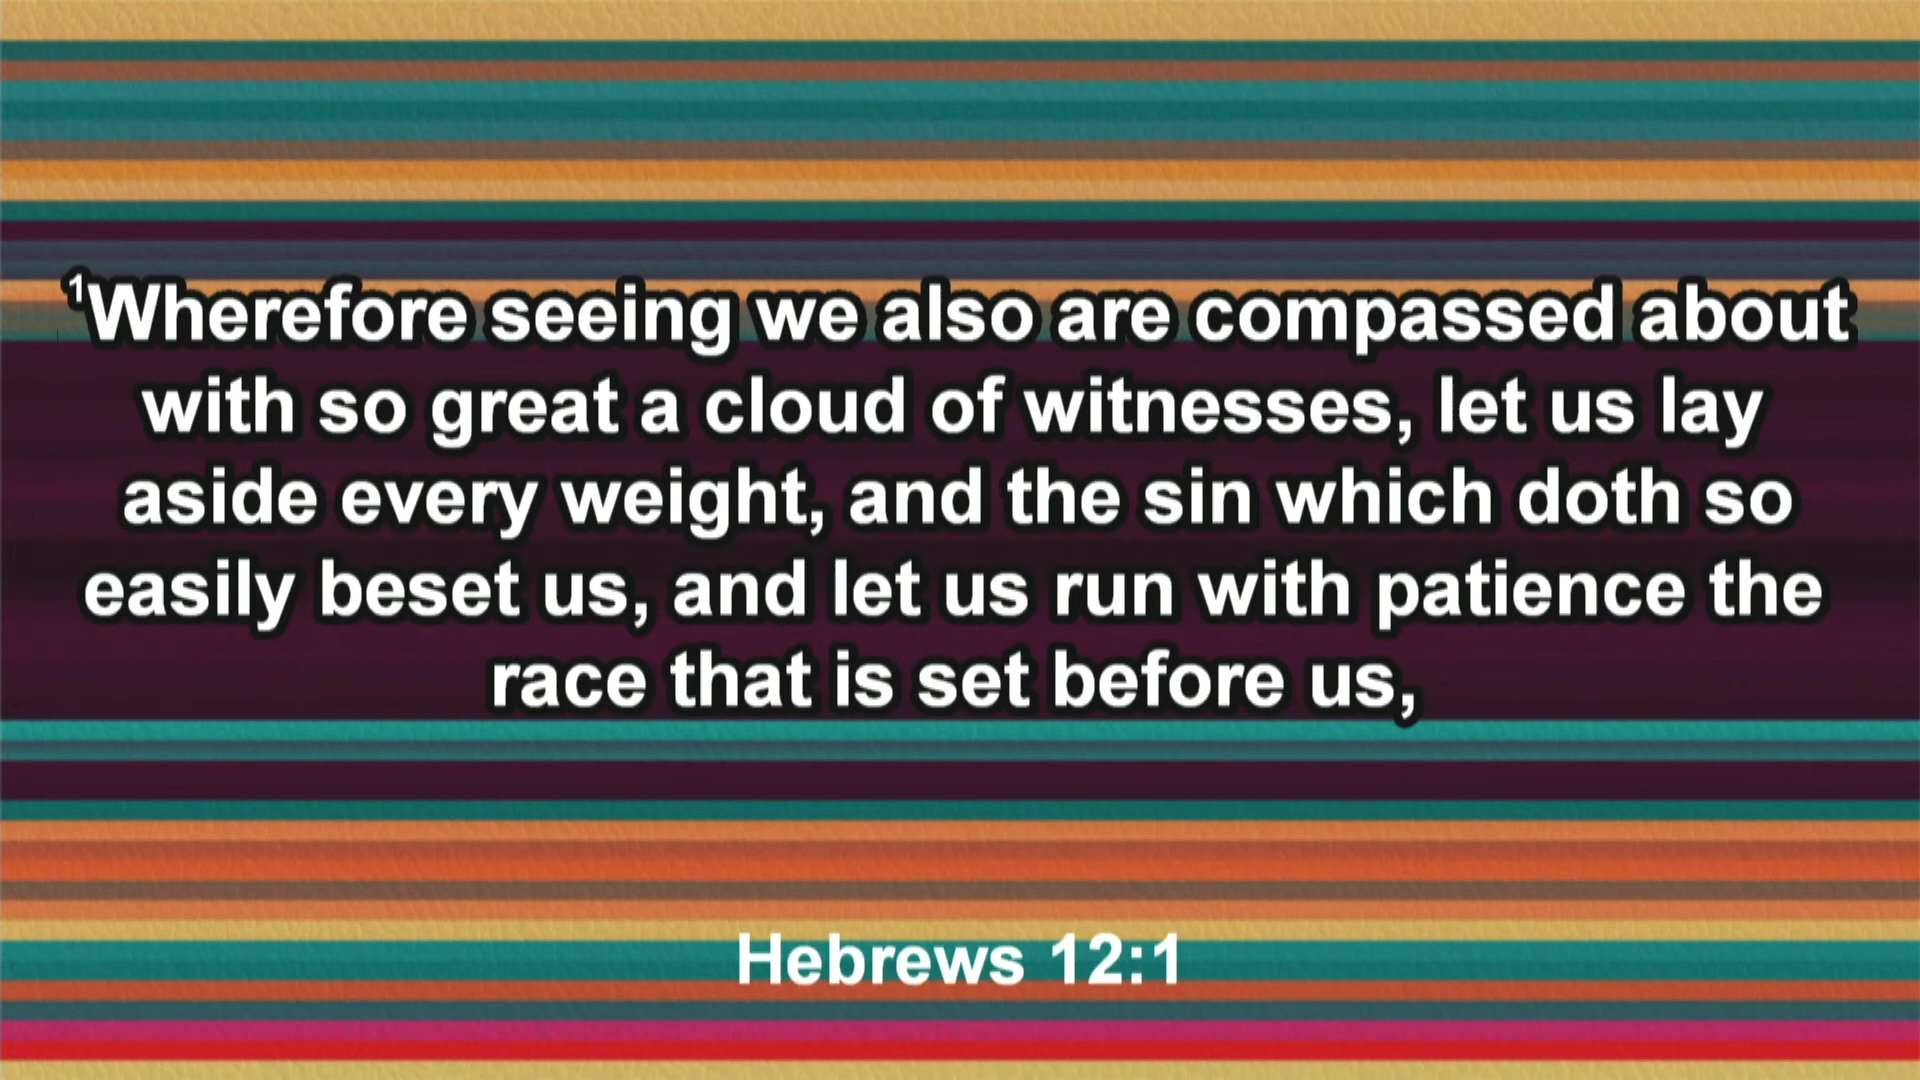 ¹Wherefore seeing we also are compassed about
with so great a cloud of witnesses, let us lay
aside every weight, and the sin which doth so
easily beset us, and let us run with patience the
race that is set before us,
Hebrews 12:1